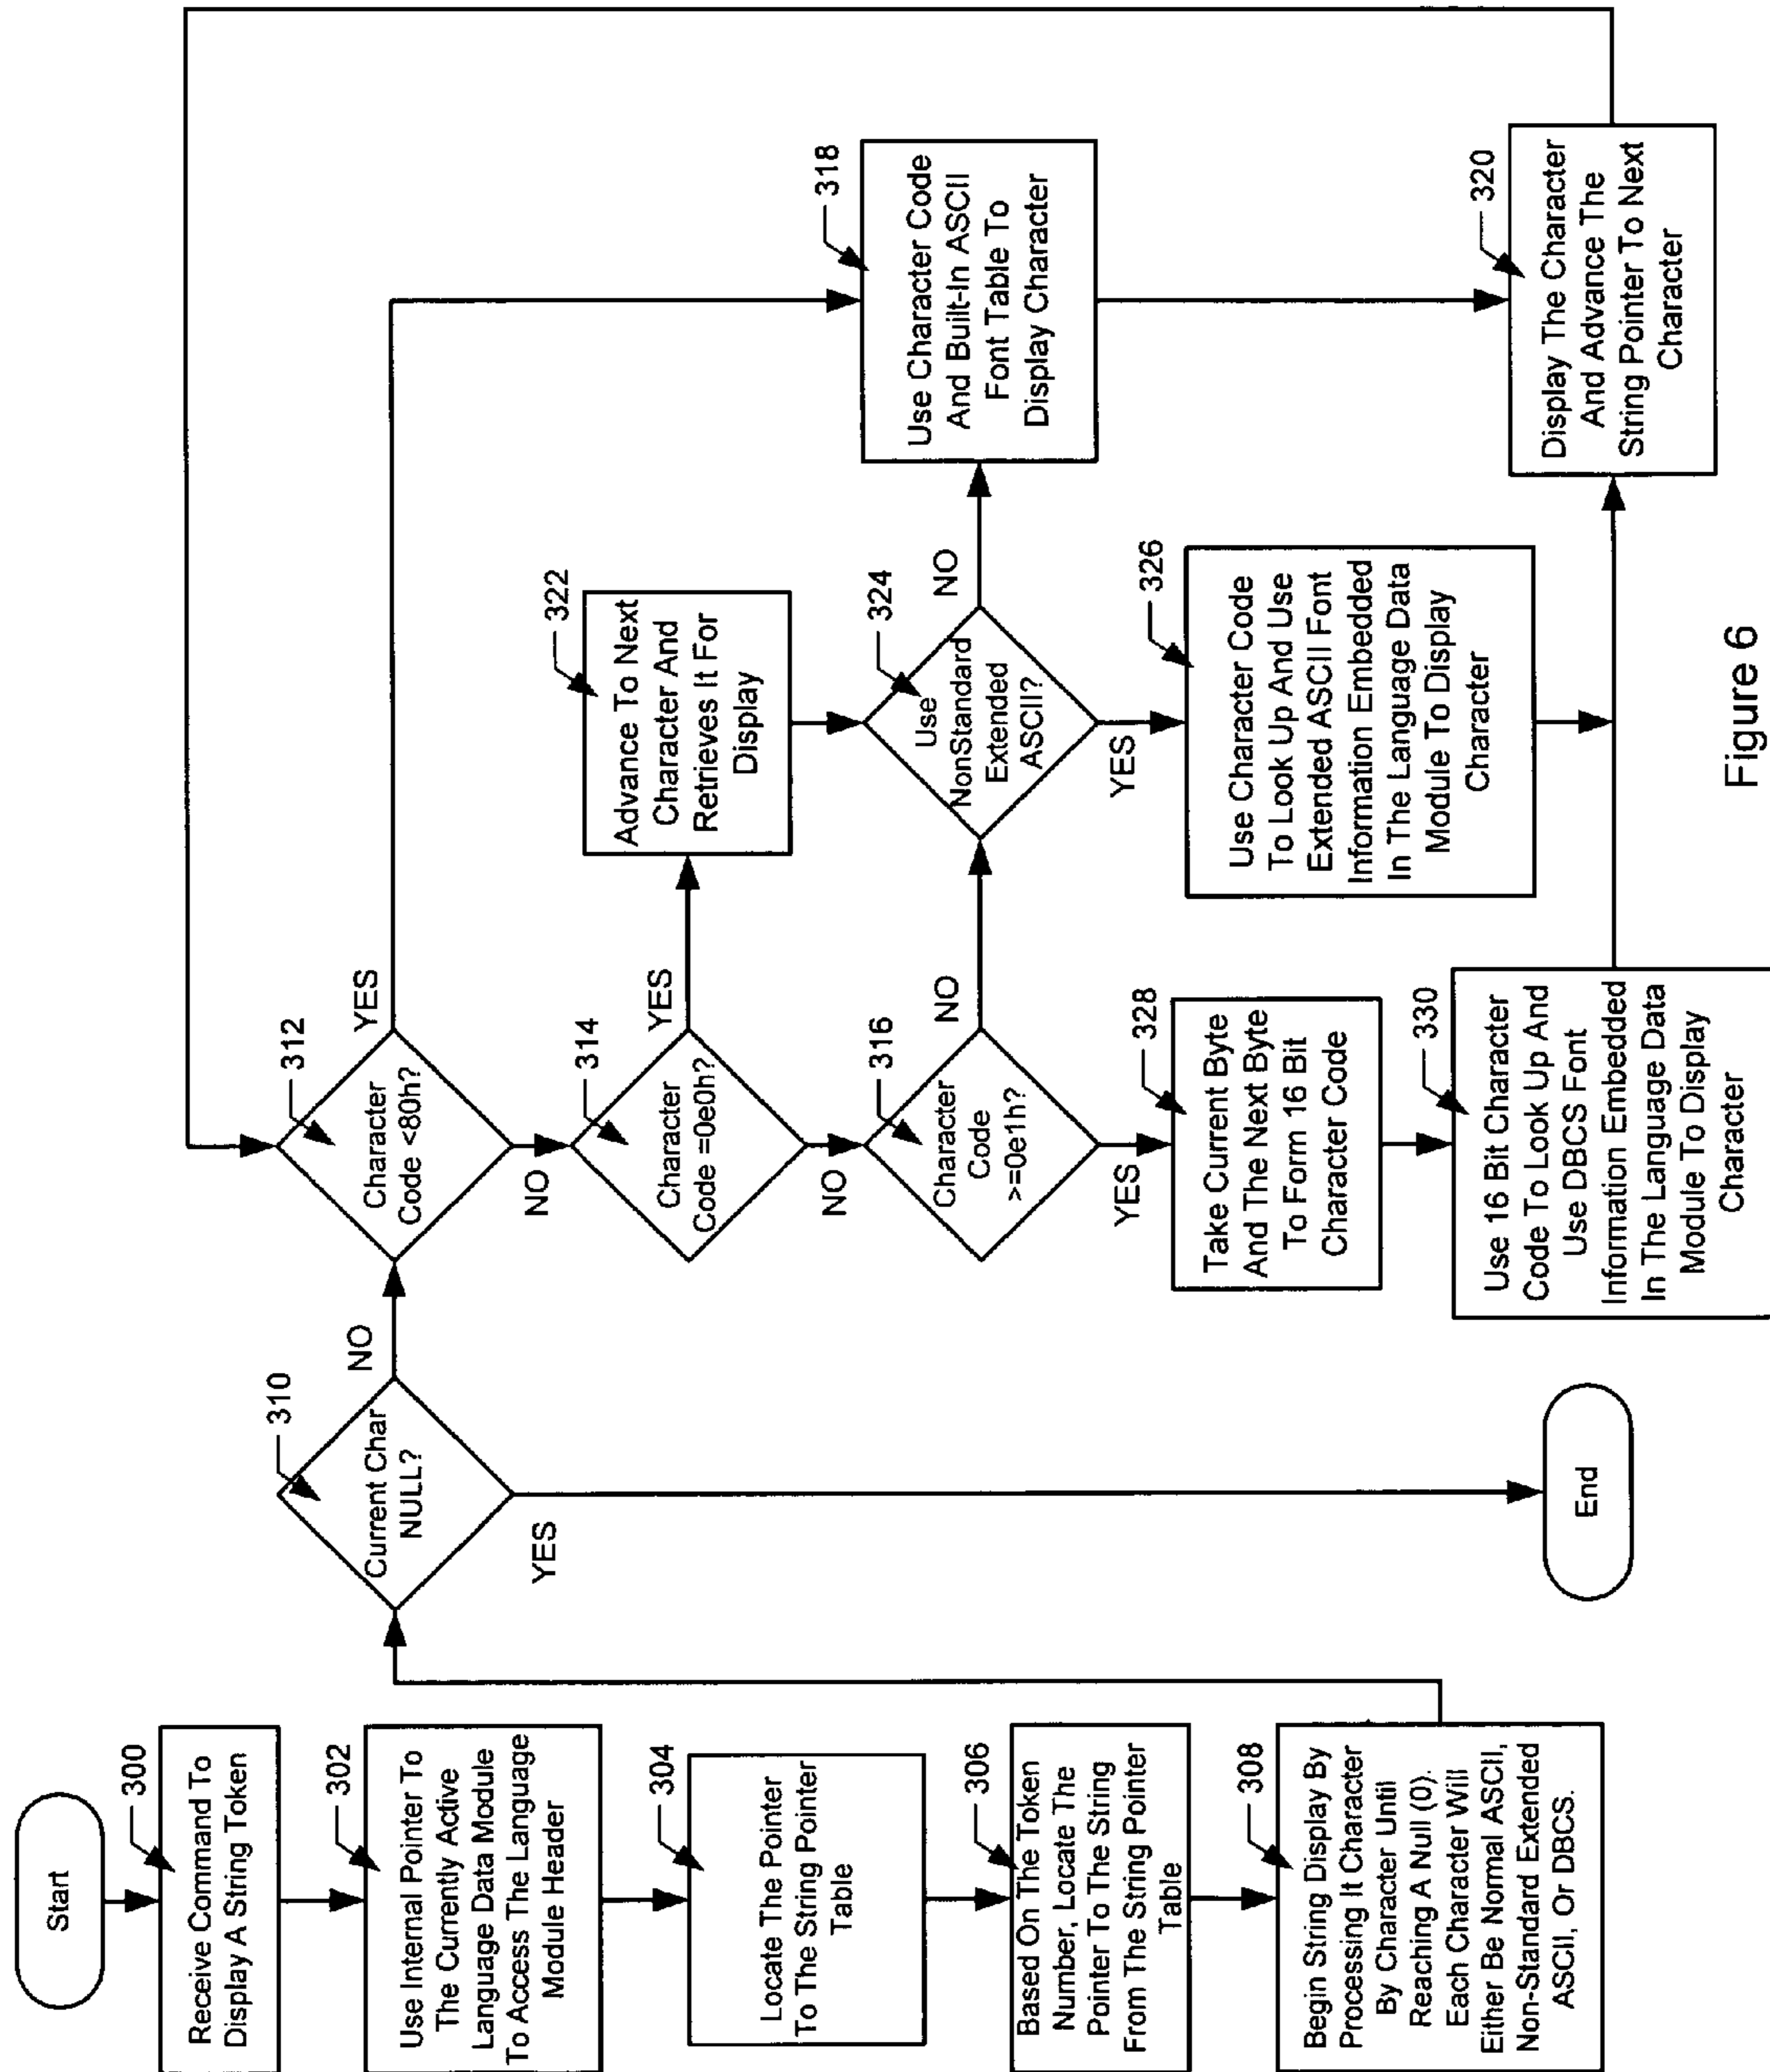 Start
300
Receive Command To
Display A String Token
302
Use Internal Pointer To
The Currently Active
Language Data Module
To Access The Language
Module Header
304
Locate The Pointer
To The String Pointer
Table
306
Based On The Token
Number, Locate The
Pointer To The String
From The String Pointer
Table
308
Begin String Display By
Processing It Character
By Character Until
Reaching A Null (0).
Each Character Will
Either Be Normal ASCII,
Non-Standard Extended
ASCII, Or DBCS.
310
Current Char
NULL?
NO
YES
End
312
Character
Code <80h?
YES
NO
314
Character
Code =0e0h?
YES
NO
316
Character
Code
>=0e1h?
NO
YES
328
Take Current Byte
And The Next Byte
To Form 16 Bit
Character Code
330
Use 16 Bit Character
Code To Look Up And
Use DBCS Font
Information Embedded
In The Language Data
Module To Display
Character
322
Advance To Next
Character And
Retrieves It For
Display
324
Use
NonStandard
Extended
ASCII?
NO
YES
326
Use Character Code
To Look Up And Use
Extended ASCII Font
Information Embedded
In The Language Data
Module To Display
Character
318
Use Character Code
And Built-In ASCII
Font Table To
Display Character
320
Display The Character
And Advance The
String Pointer To Next
Character
Figure 6